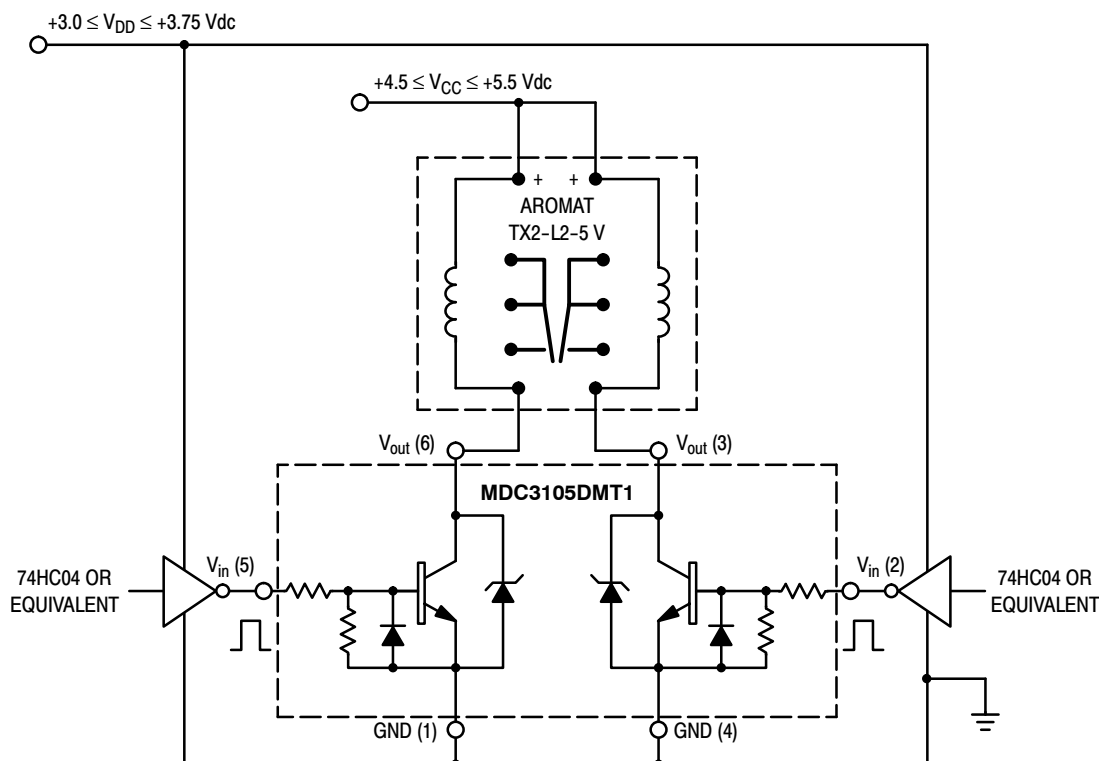 +3.0 ≤ VDD ≤ +3.75 Vdc
+4.5 ≤ VCC ≤ +5.5 Vdc
+ +
AROMAT
TX2-L2-5 V
Vout (6)
Vout (3)
MDC3105DMT1
74HC04 OR
EQUIVALENT
Vin (5)
Vin (2)
74HC04 OR
EQUIVALENT
GND (1)
GND (4)